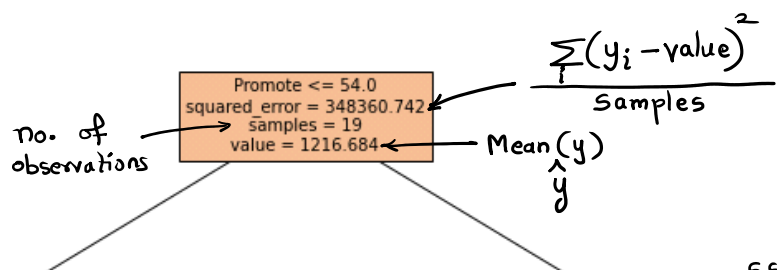 ∑i(yi − value)²
samples
Promote <= 54.0
squared_error = 348360.742
samples = 19
value = 1216.684
no. of
observations
Mean(y)
ŷ